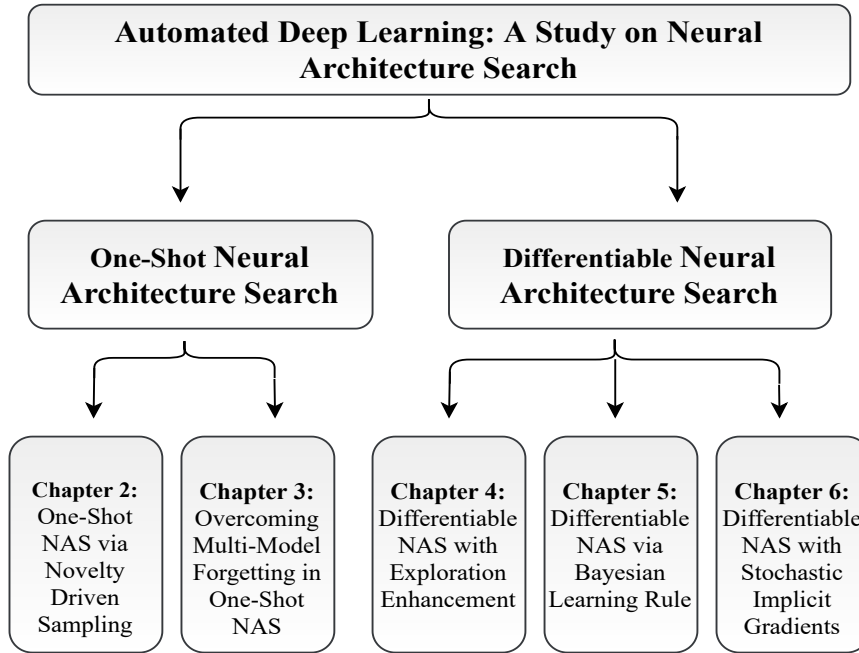 Automated Deep Learning: A Study on Neural
Architecture Search
One-Shot Neural
Architecture Search
Differentiable Neural
Architecture Search
Chapter 2:
One-Shot
NAS via
Novelty
Driven
Sampling
Chapter 3:
Overcoming
Multi-Model
Forgetting in
One-Shot
NAS
Chapter 4:
Differentiable
NAS with
Exploration
Enhancement
Chapter 5:
Differentiable
NAS via
Bayesian
Learning Rule
Chapter 6:
Differentiable
NAS with
Stochastic
Implicit
Gradients